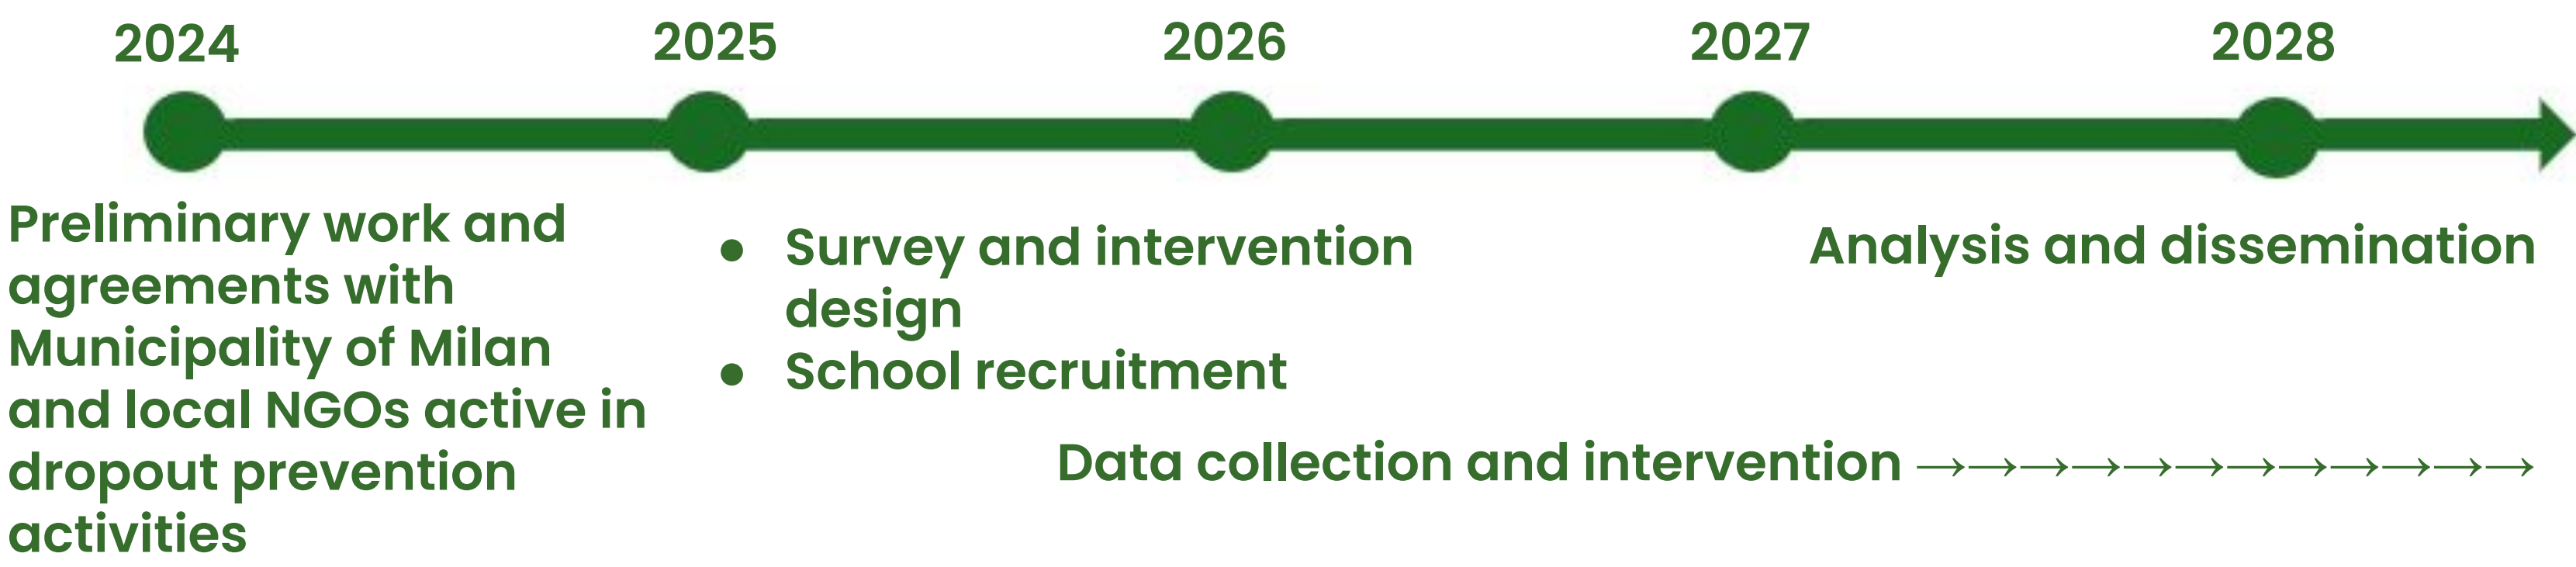 2024 2025 2026 2027 2028
Preliminary work and
agreements with
Municipality of Milan
and local NGOs active in
dropout prevention
activities
● Survey and intervention
design
● School recruitment
Analysis and dissemination
Data collection and intervention →→→→→→→→→→→→